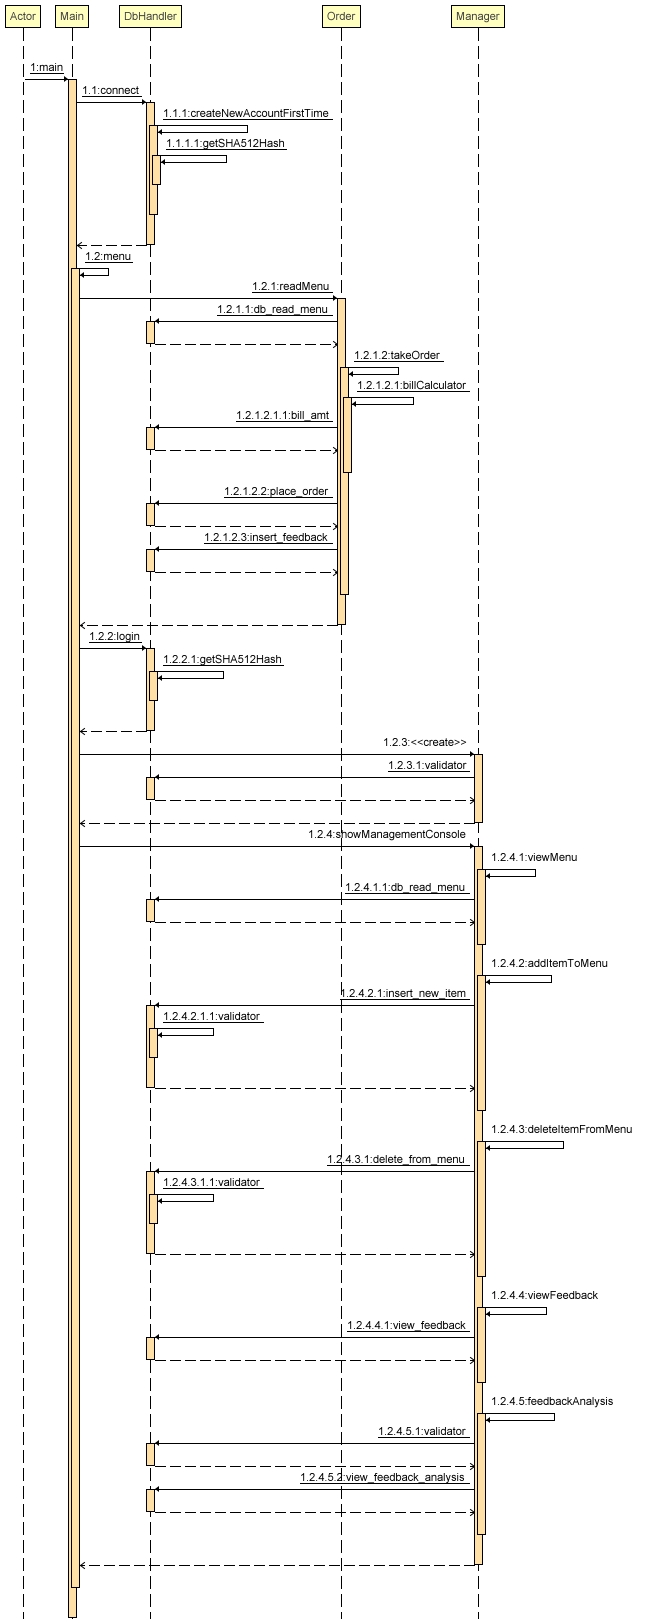 Actor Main DbHandler Order Manager
1:main
1.1:connect
1.1.1:createNewAccountFirstTime
1.1.1.1:getSHA512Hash
1.2:menu
1.2.1:readMenu
1.2.1.1:db_read_menu
1.2.1.2:takeOrder
1.2.1.2.1:billCalculator
1.2.1.2.1.1:bill_amt
1.2.1.2.2:place_order
1.2.1.2.3:insert_feedback
1.2.2:login
1.2.2.1:getSHA512Hash
1.2.3:<<create>>
1.2.3.1:validator
1.2.4:showManagementConsole
1.2.4.1:viewMenu
1.2.4.1.1:db_read_menu
1.2.4.2:addItemToMenu
1.2.4.2.1:insert_new_item
1.2.4.2.1.1:validator
1.2.4.3:deleteItemFromMenu
1.2.4.3.1:delete_from_menu
1.2.4.3.1.1:validator
1.2.4.4:viewFeedback
1.2.4.4.1:view_feedback
1.2.4.5:feedbackAnalysis
1.2.4.5.1:validator
1.2.4.5.2:view_feedback_analysis